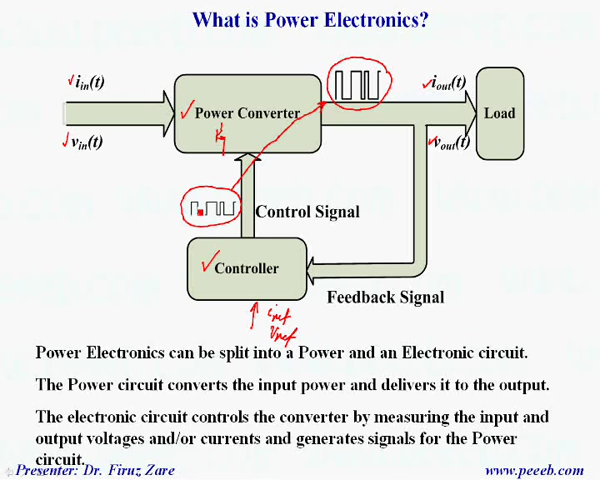 What is Power Electronics?
iin(t)
iout(t)
Power Converter
Load
vin(t)
vout(t)
Control Signal
Controller
Feedback Signal
iref
Vref
Power Electronics can be split into a Power and an Electronic circuit.
The Power circuit converts the input power and delivers it to the output.
The electronic circuit controls the converter by measuring the input and
output voltages and/or currents and generates signals for the Power
circuit.
Presenter: Dr. Firuz Zare
www.peeeb.com